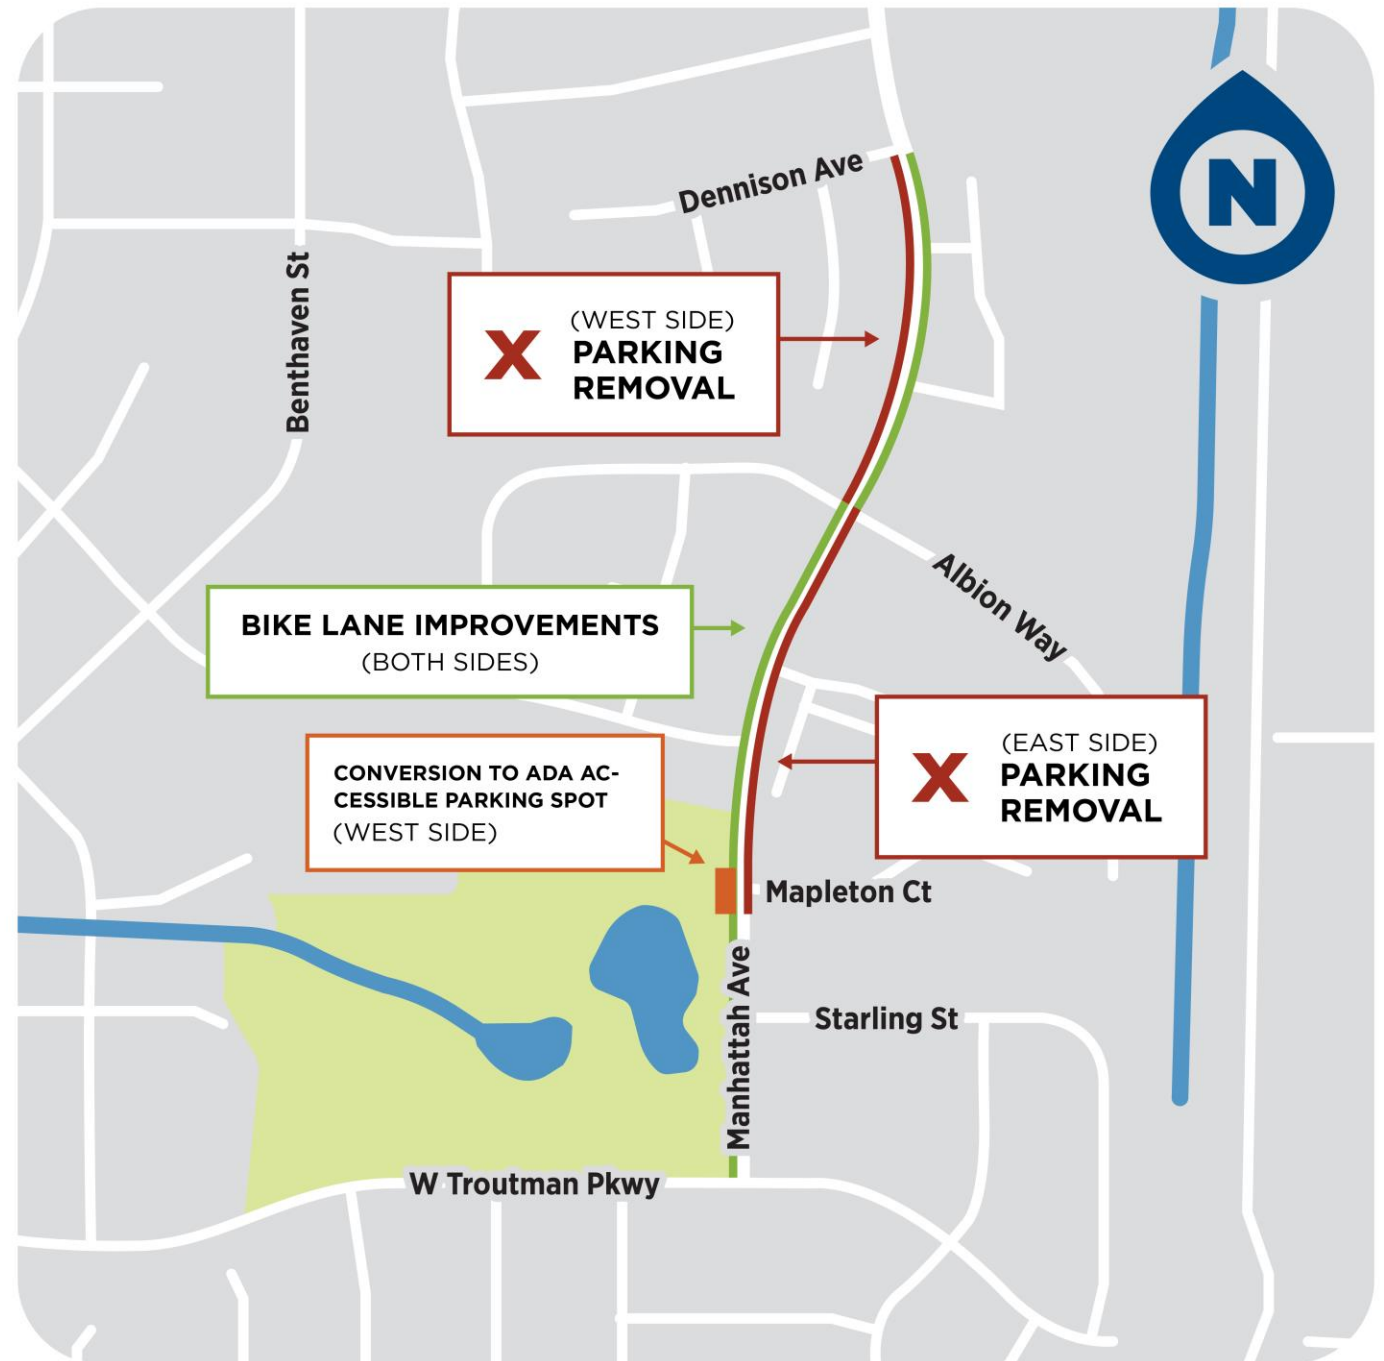 N
Dennison Ave
Benthaven St
(WEST SIDE)
X
PARKING
REMOVAL
Albion Way
BIKE LANE IMPROVEMENTS
(BOTH SIDES)
(EAST SIDE)
X
PARKING
REMOVAL
CONVERSION TO ADA AC-
CESSIBLE PARKING SPOT
(WEST SIDE)
Mapleton Ct
Manhattah Ave
Starling St
W Troutman Pkwy